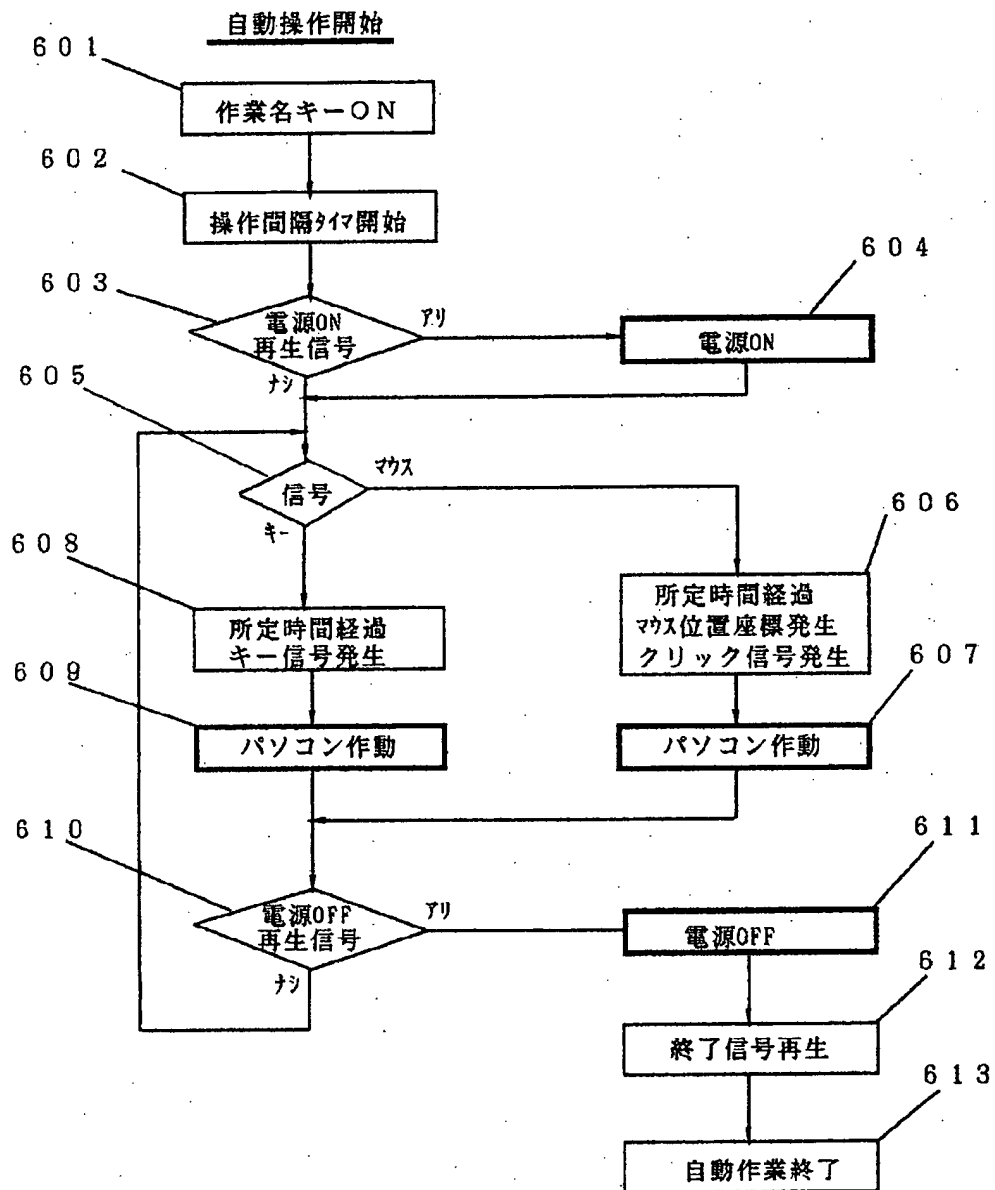 自動操作開始
601
作業名キーON
602
操作間隔タイマ開始
603
604
電源ON
再生信号
アリ
電源ON
ナシ
605
マウス
信号
キー
606
608
所定時間経過
キー信号発生
所定時間経過
マウス位置座標発生
クリック信号発生
607
609
パソコン作動
パソコン作動
610
611
電源OFF
再生信号
アリ
電源OFF
ナシ
612
終了信号再生
613
自動作業終了